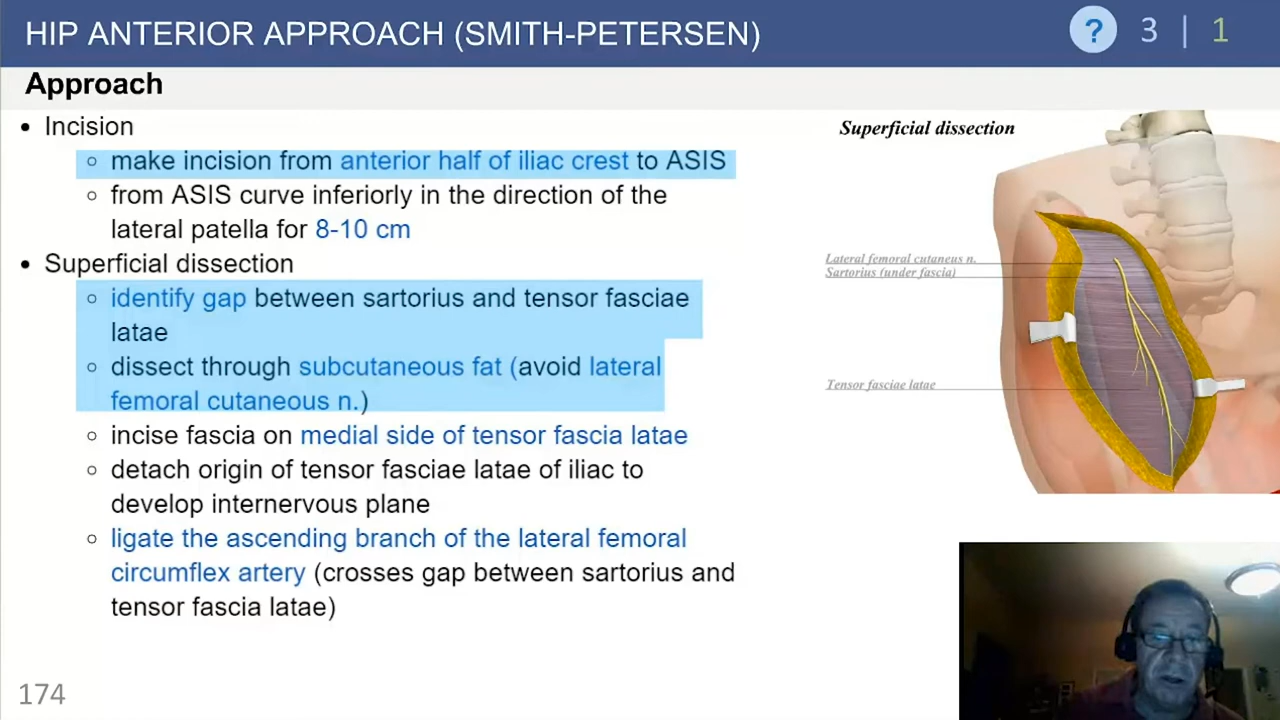 HIP ANTERIOR APPROACH (SMITH-PETERSEN)
? 3 | 1
Approach
• Incision
◦ make incision from anterior half of iliac crest to ASIS
◦ from ASIS curve inferiorly in the direction of the
lateral patella for 8-10 cm
• Superficial dissection
◦ identify gap between sartorius and tensor fasciae
latae
◦ dissect through subcutaneous fat (avoid lateral
femoral cutaneous n.)
◦ incise fascia on medial side of tensor fascia latae
◦ detach origin of tensor fasciae latae of iliac to
develop internervous plane
◦ ligate the ascending branch of the lateral femoral
circumflex artery (crosses gap between sartorius and
tensor fascia latae)
Superficial dissection
Lateral femoral cutaneus n.
Sartorius (under fascia)
Tensor fasciae latae
174